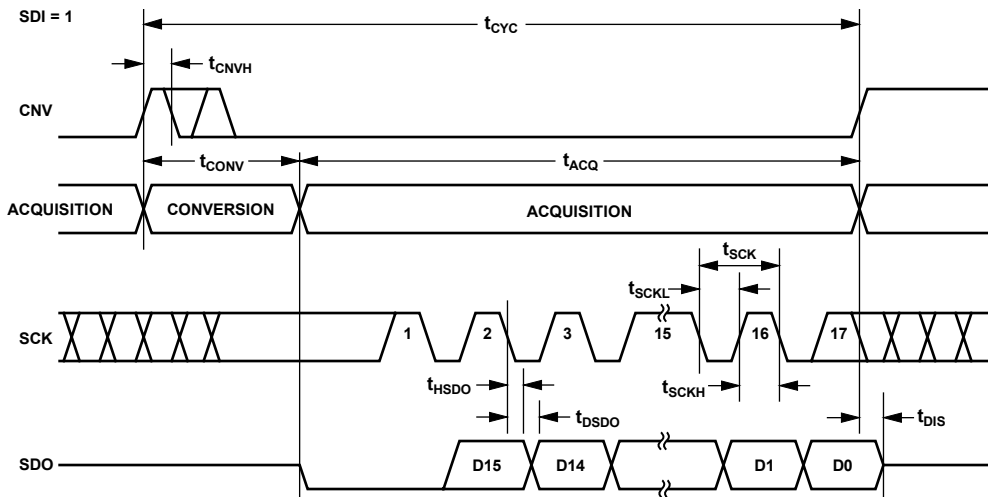 SDI = 1
tCYC
tCNVH
CNV
tCONV
tACQ
ACQUISITION
CONVERSION
ACQUISITION
tSCK
tSCKL
SCK
1
2
3
15
16
17
tHSDO
tSCKH
tDSDO
tDIS
SDO
D15
D14
D1
D0